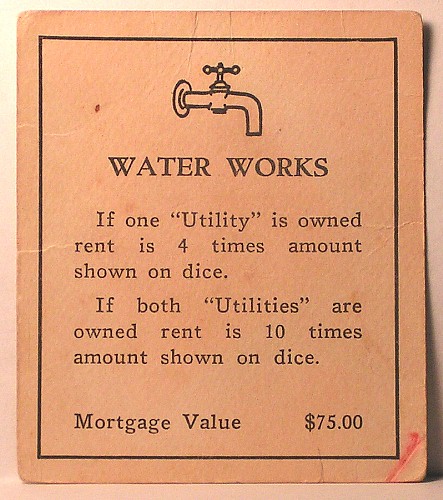 WATER WORKS
If one "Utility" is owned
rent is 4 times amount
shown on dice.
If both "Utilities" are
owned rent is 10 times
amount shown on dice.
Mortgage Value $75.00